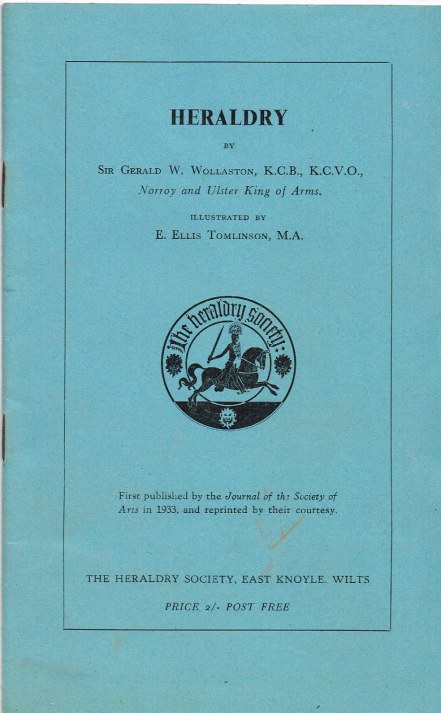 HERALDRY
BY
SIR GERALD W. WOLLASTON, K.C.B., K.C.V.O.,
Norroy and Ulster King of Arms.
ILLUSTRATED BY
E. ELLIS TOMLINSON, M.A.
The heraldry society:
First published by the Journal of the Society of
Arts in 1933, and reprinted by their courtesy.
THE HERALDRY SOCIETY, EAST KNOYLE. WILTS
PRICE 2/- POST FREE